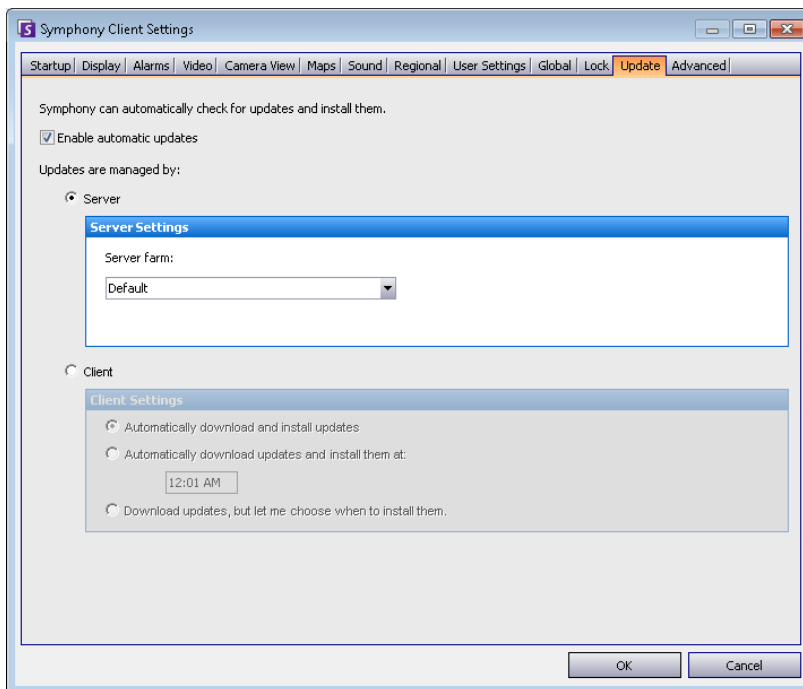 Symphony Client Settings
Startup Display Alarms Video Camera View Maps Sound Regional User Settings Global Lock Update Advanced
Symphony can automatically check for updates and install them.
Enable automatic updates
Updates are managed by:
Server
Server Settings
Server farm:
Default
Client
Client Settings
Automatically download and install updates
Automatically download updates and install them at:
12:01 AM
Download updates, but let me choose when to install them.
OK Cancel